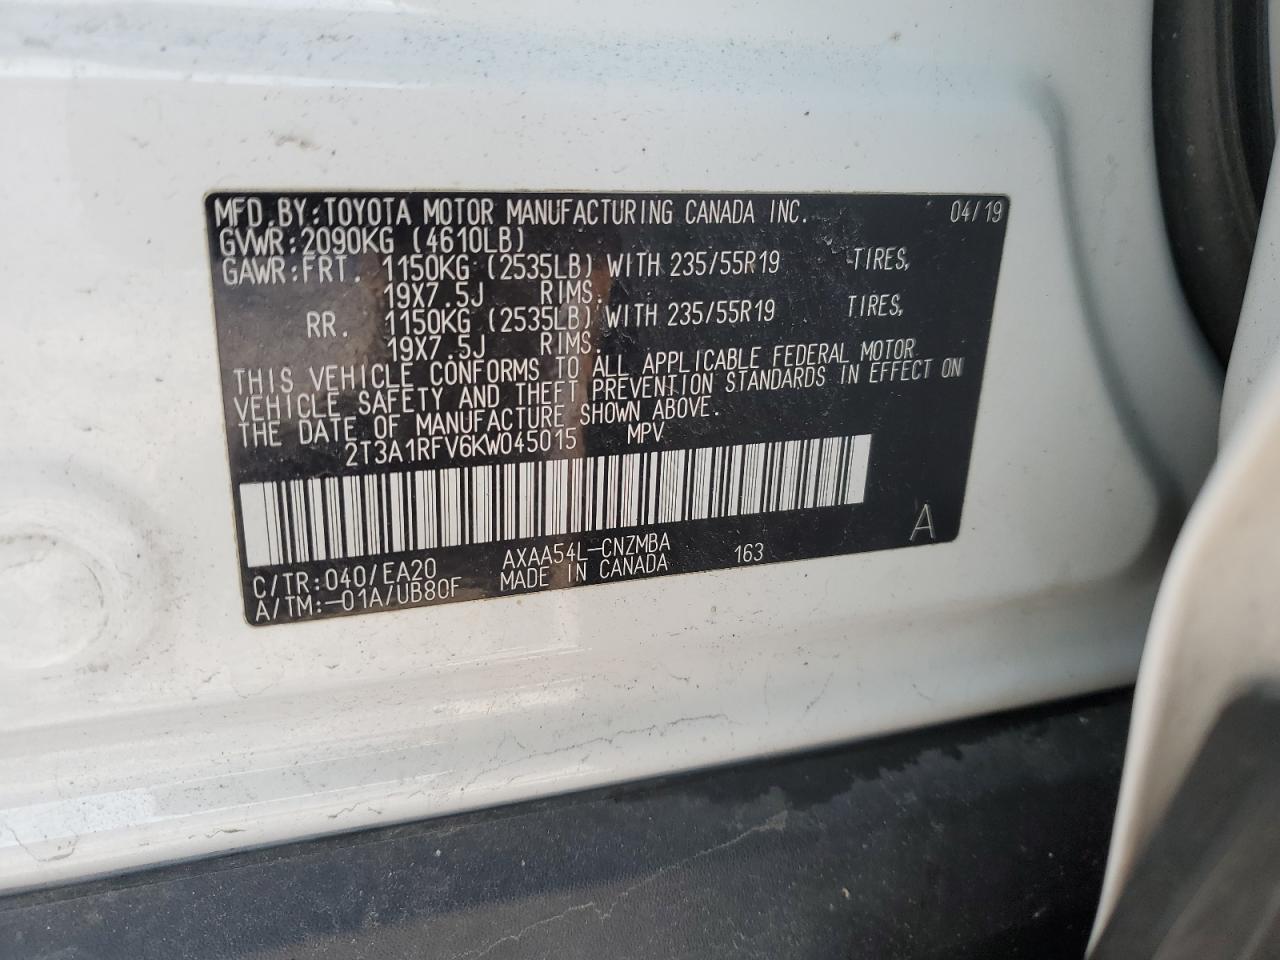 MFD.BY:TOYOTA MOTOR MANUFACTURING CANADA INC. 04/19
GVWR:2090KG (4610LB)
GAWR:FRT. 1150KG (2535LB) WITH 235/55R19 TIRES,
19X7.5J RIMS.
RR. 1150KG (2535LB) WITH 235/55R19 TIRES,
19X7.5J RIMS
THIS VEHICLE CONFORMS TO ALL APPLICABLE FEDERAL MOTOR
VEHICLE SAFETY AND THEFT PREVENTION STANDARDS IN EFFECT ON
THE DATE OF MANUFACTURE SHOWN ABOVE.
2T3A1RFV6KW045015 MPV
A
C/TR:040/EA20 AXAA54L-CNZMBA 163
A/TM:-01A/UB80F MADE IN CANADA